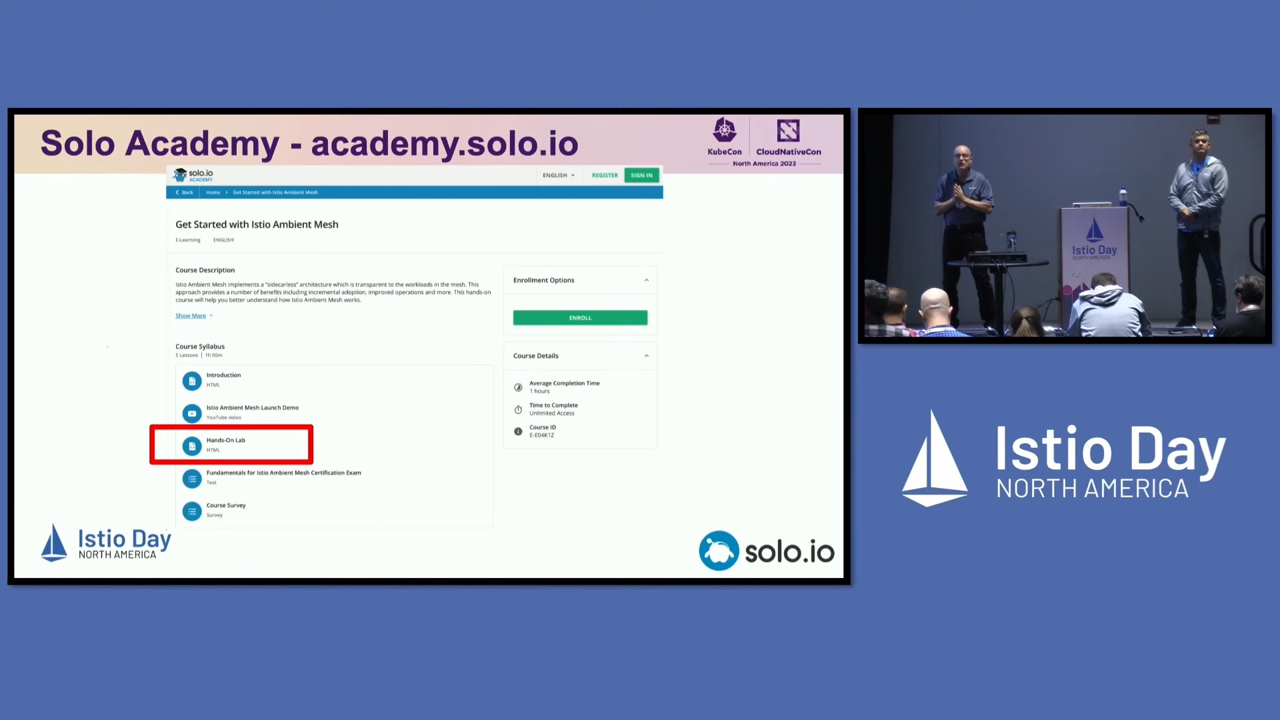 Solo Academy - academy.solo.io
KubeCon
CloudNativeCon
North America 2023
solo.io
ACADEMY
ENGLISH
REGISTER
SIGN IN
Back
Home > Get Started with Istio Ambient Mesh
Get Started with Istio Ambient Mesh
E-Learning
ENGLISH
Course Description
Istio Ambient Mesh implements a "sidecarless" architecture which is transparent to the workloads in the mesh. This
approach provides a number of benefits including incremental adoption, improved operations and more. This hands-on
course will help you better understand how Istio Ambient Mesh works.
Show More
Enrollment Options
ENROLL
Course Syllabus
5 Lessons | 1h 00m
Introduction
HTML
Istio Ambient Mesh Launch Demo
YouTube video
Hands-On Lab
HTML
Fundamentals for Istio Ambient Mesh Certification Exam
Test
Course Survey
Survey
Course Details
Average Completion Time
1 hours
Time to Complete
Unlimited Access
Course ID
E-E04K1Z
Istio Day
NORTH AMERICA
solo.io
Istio Day
NORTH AMERICA
Istio Day
NORTH AMERICA